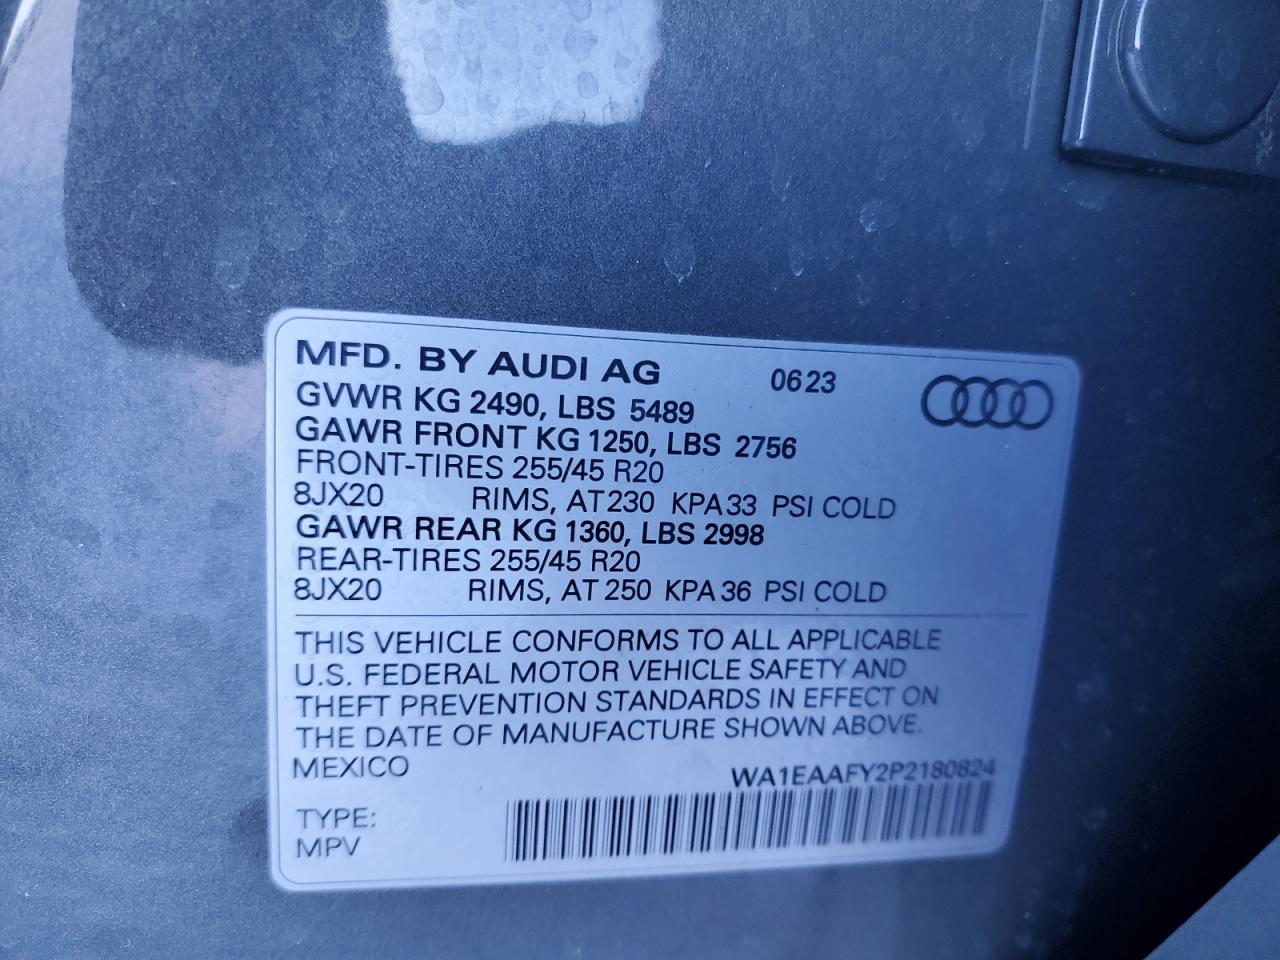 MFD. BY AUDI AG 0623
GVWR KG 2490, LBS 5489
GAWR FRONT KG 1250, LBS 2756
FRONT-TIRES 255/45 R20
8JX20 RIMS, AT 230 KPA 33 PSI COLD
GAWR REAR KG 1360, LBS 2998
REAR-TIRES 255/45 R20
8JX20 RIMS, AT 250 KPA 36 PSI COLD
THIS VEHICLE CONFORMS TO ALL APPLICABLE
U.S. FEDERAL MOTOR VEHICLE SAFETY AND
THEFT PREVENTION STANDARDS IN EFFECT ON
THE DATE OF MANUFACTURE SHOWN ABOVE.
MEXICO WA1EAAFY2P2180824
TYPE:
MPV